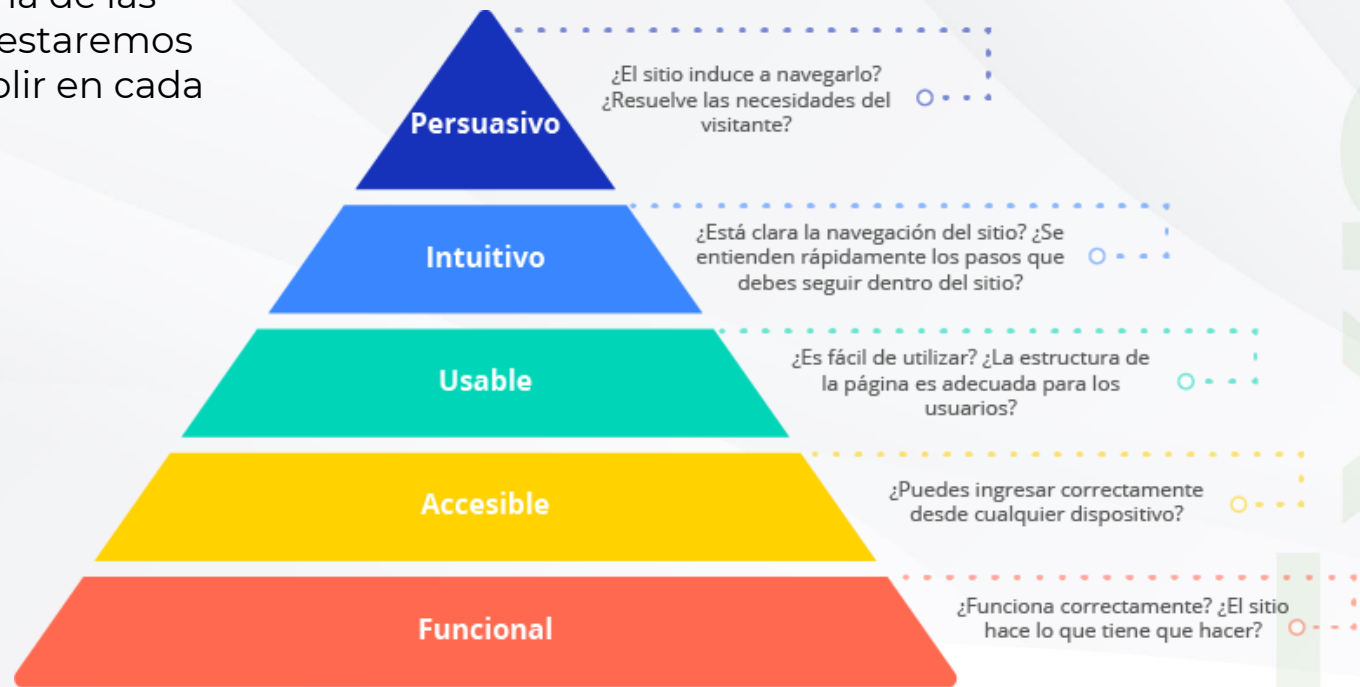 estaremos
en cada
Persuasivo
¿El sitio induce a navegarlo?
¿Resuelve las necesidades del
visitante?
Intuitivo
¿Está clara la navegación del sitio? ¿Se
entienden rápidamente los pasos que
debes seguir dentro del sitio?
Usable
¿Es fácil de utilizar? ¿La estructura de
la página es adecuada para los
usuarios?
Accesible
¿Puedes ingresar correctamente
desde cualquier dispositivo?
Funcional
¿Funciona correctamente? ¿El sitio
hace lo que tiene que hacer?